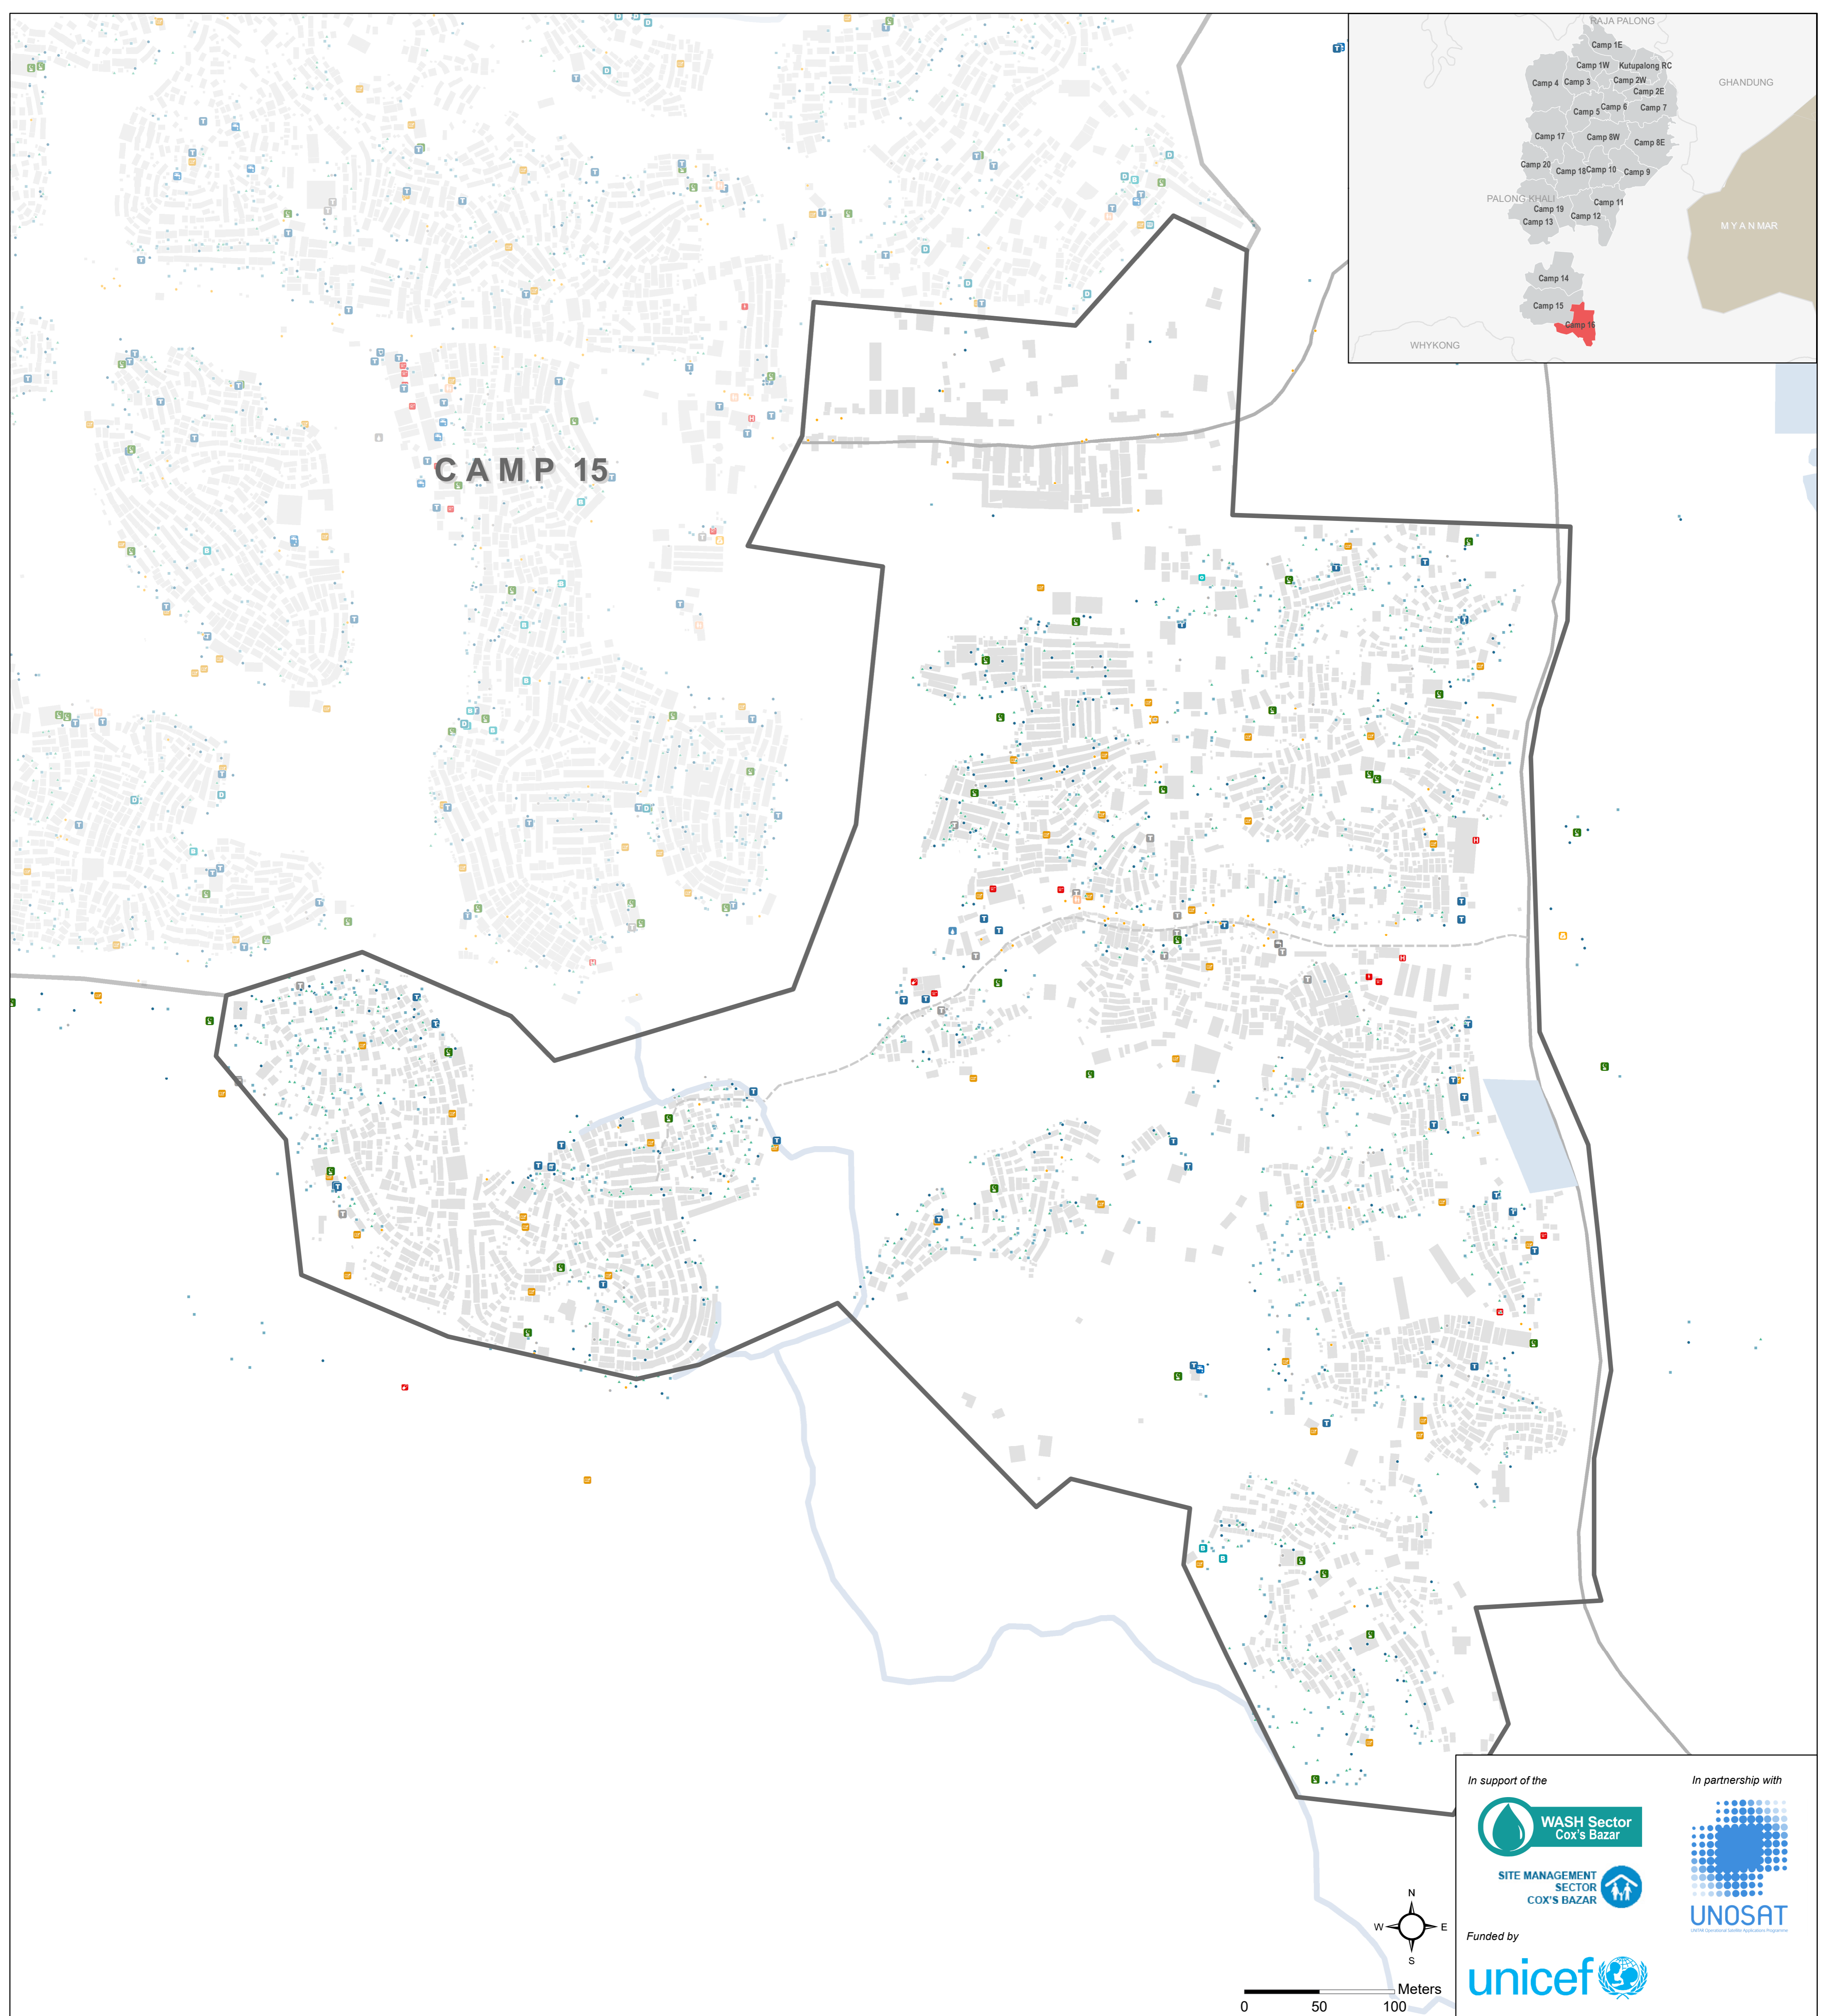 RAJA PALONG
Camp 1E
Camp 1W
Kutupalong RC
Camp 4
Camp 3
Camp 2W
GHANDUNG
Camp 2E
Camp 5
Camp 6
Camp 7
Camp 17
Camp 8W
Camp 8E
Camp 20
Camp 18
Camp 10
Camp 9
PALONG KHALI
Camp 19
Camp 11
Camp 13
Camp 12
MYANMAR
Camp 14
Camp 15
Camp 16
WHYKONG
CAMP 15
In support of the
In partnership with
WASH Sector
Cox's Bazar
SITE MANAGEMENT
SECTOR
COX'S BAZAR
UNOSAT
Funded by
unicef
N
W
E
S
Meters
0 50 100